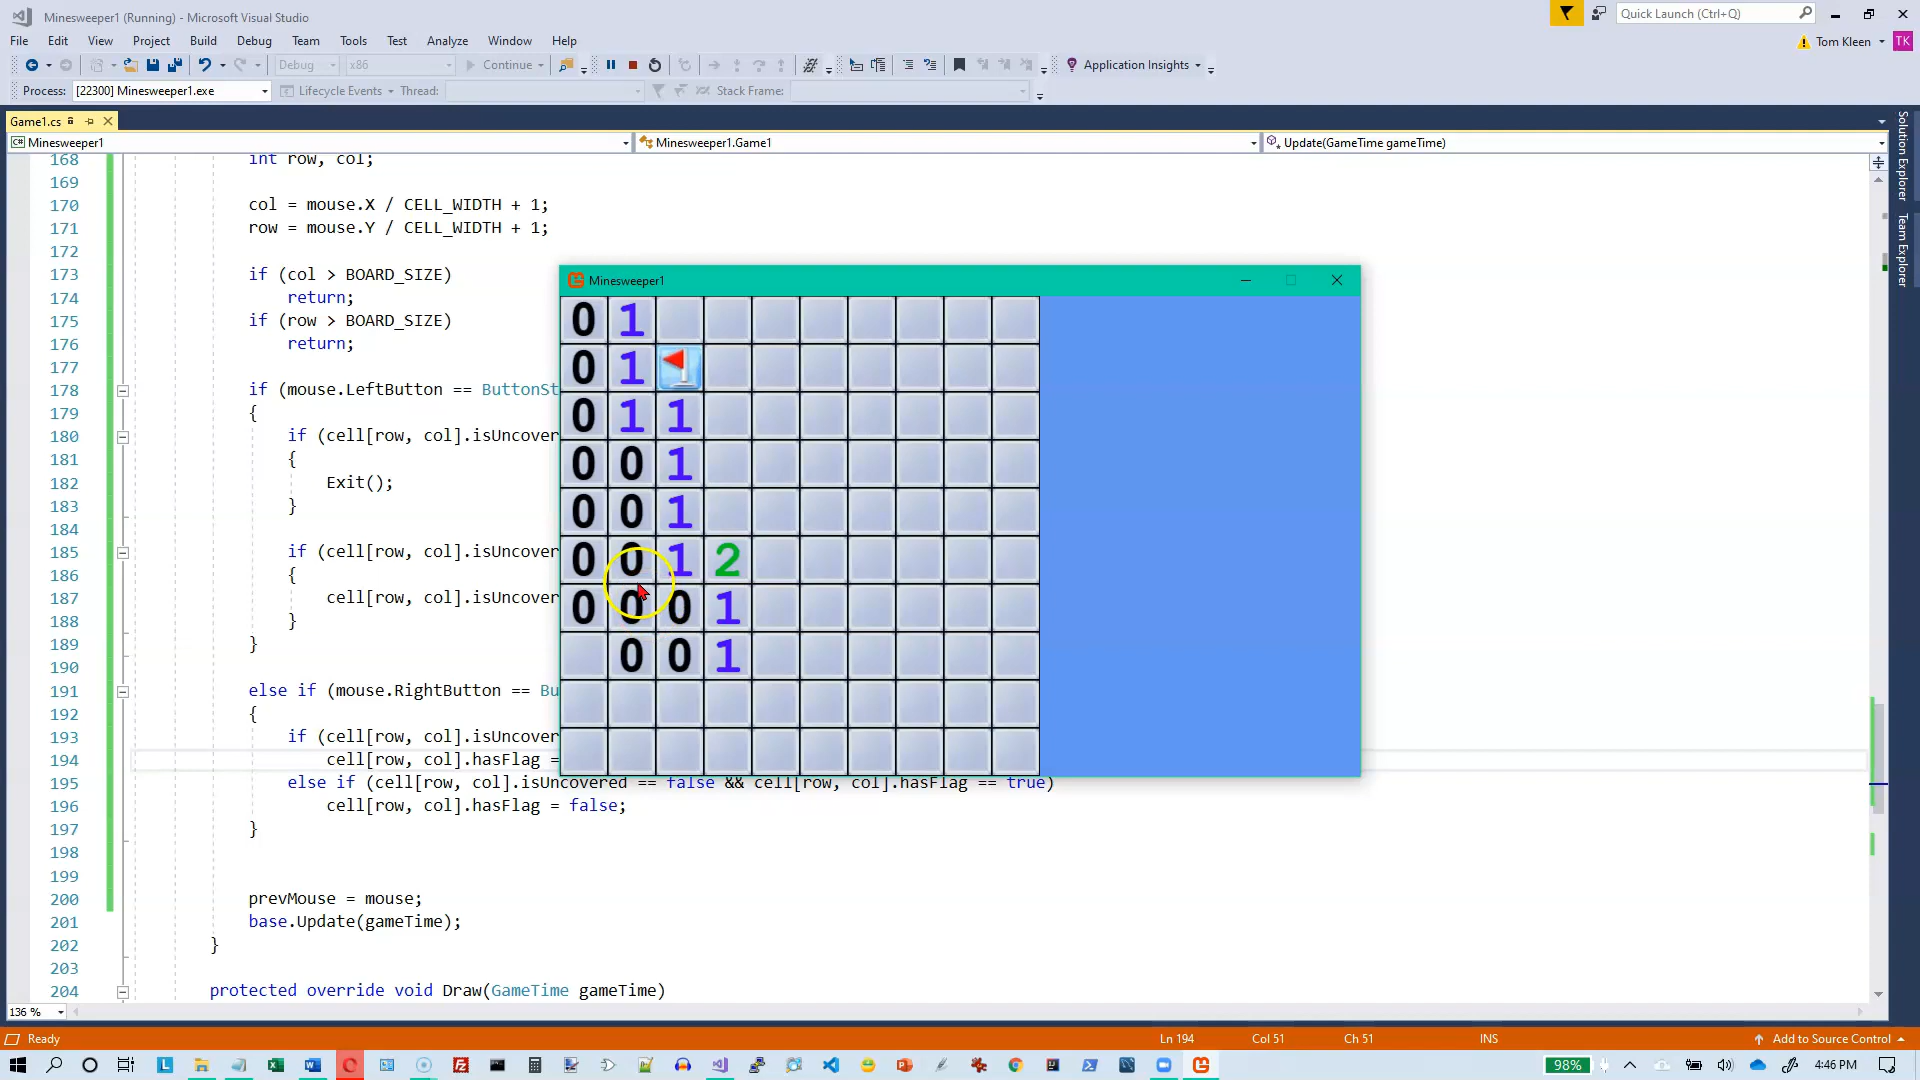 Minesweeper1 (Running) - Microsoft Visual Studio
Quick Launch (Ctrl+Q)
File Edit View Project Build Debug Team Tools Test Analyze Window Help
Tom Kleen TK
Debug x86 Continue Application Insights
Process: [22300] Minesweeper1.exe Lifecycle Events Thread: Stack Frame:
Game1.cs
C# Minesweeper1 Minesweeper1.Game1 Update(GameTime gameTime)
Solution Explorer
Team Explorer
168 int row, col;
169
170 col = mouse.X / CELL_WIDTH + 1;
171 row = mouse.Y / CELL_WIDTH + 1;
172
173 if (col > BOARD_SIZE)
174 return;
175 if (row > BOARD_SIZE)
176 return;
177
178 if (mouse.LeftButton == ButtonSt
179 {
180 if (cell[row, col].isUncover
181 {
182 Exit();
183 }
184
185 if (cell[row, col].isUncover
186 {
187 cell[row, col].isUncover
188 }
189 }
190
191 else if (mouse.RightButton == Bu
192 {
193 if (cell[row, col].isUncover
194 cell[row, col].hasFlag =
195 else if (cell[row, col].isUncovered == false && cell[row, col].hasFlag == true)
196 cell[row, col].hasFlag = false;
197 }
198
199
200 prevMouse = mouse;
201 base.Update(gameTime);
202 }
203
204 protected override void Draw(GameTime gameTime)
Minesweeper1
0 1
0 1
0 1 1
0 0 1
0 0 1
0 0 1 2
0 0 0 1
0 0 1
136 %
Ready Ln 194 Col 51 Ch 51 INS Add to Source Control
98% 4:46 PM